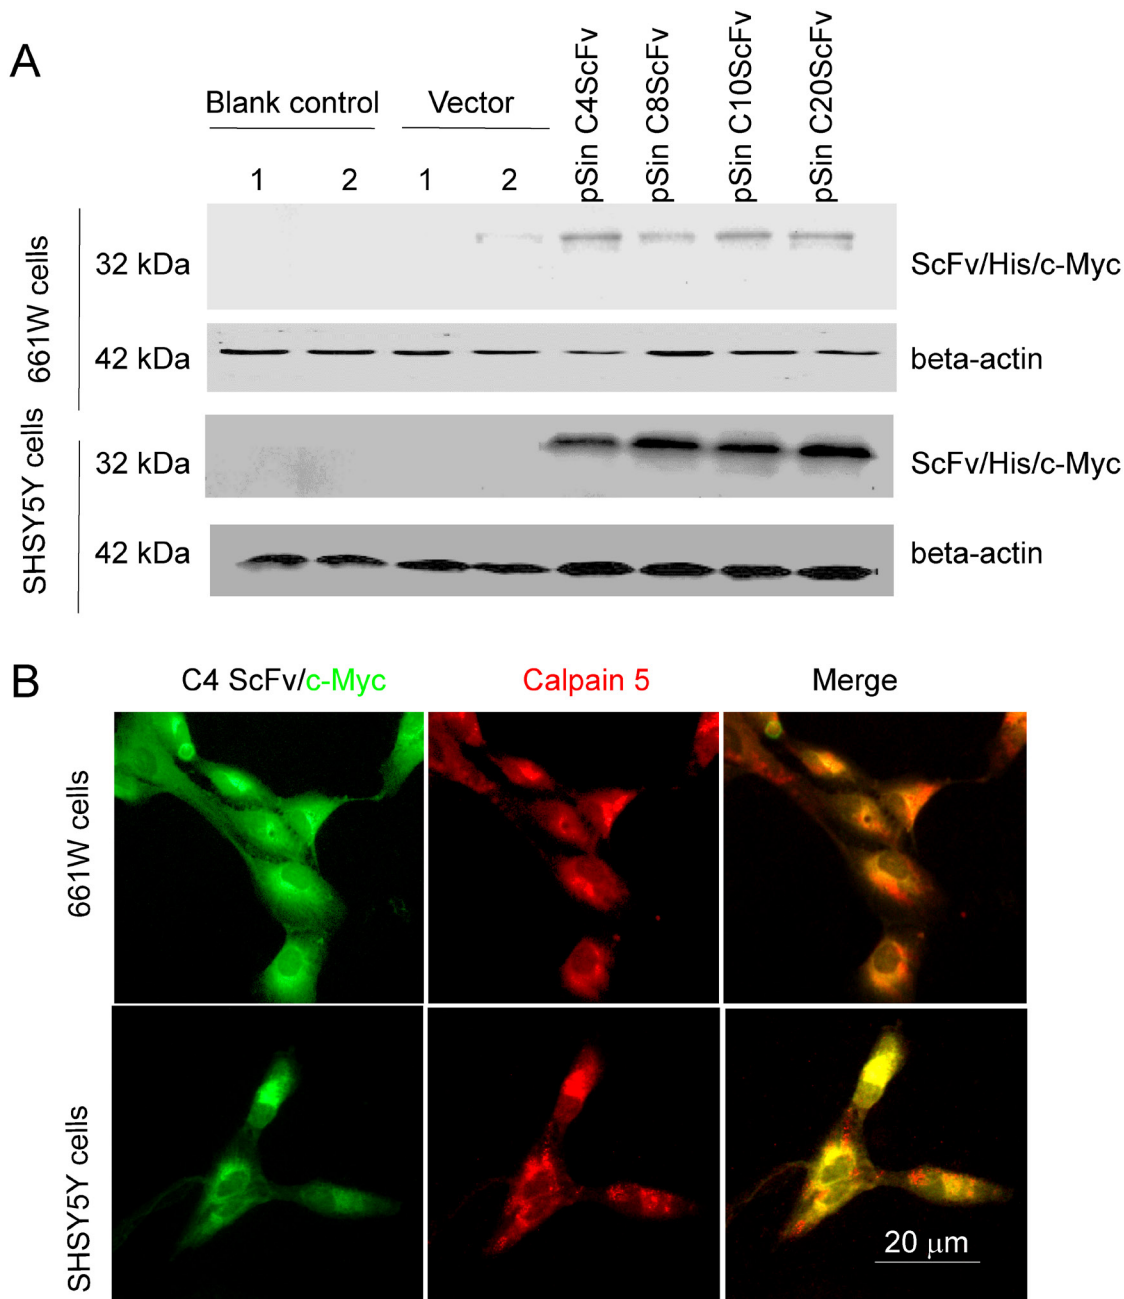 A
Blank control
Vector
pSin C4ScFv
pSin C8ScFv
pSin C10ScFv
pSin C20ScFv
1
2
1
2
661W cells
32 kDa
ScFv/His/c-Myc
42 kDa
beta-actin
SHSY5Y cells
32 kDa
ScFv/His/c-Myc
42 kDa
beta-actin
B
C4 ScFv/c-Myc
Calpain 5
Merge
661W cells
SHSY5Y cells
20 μm